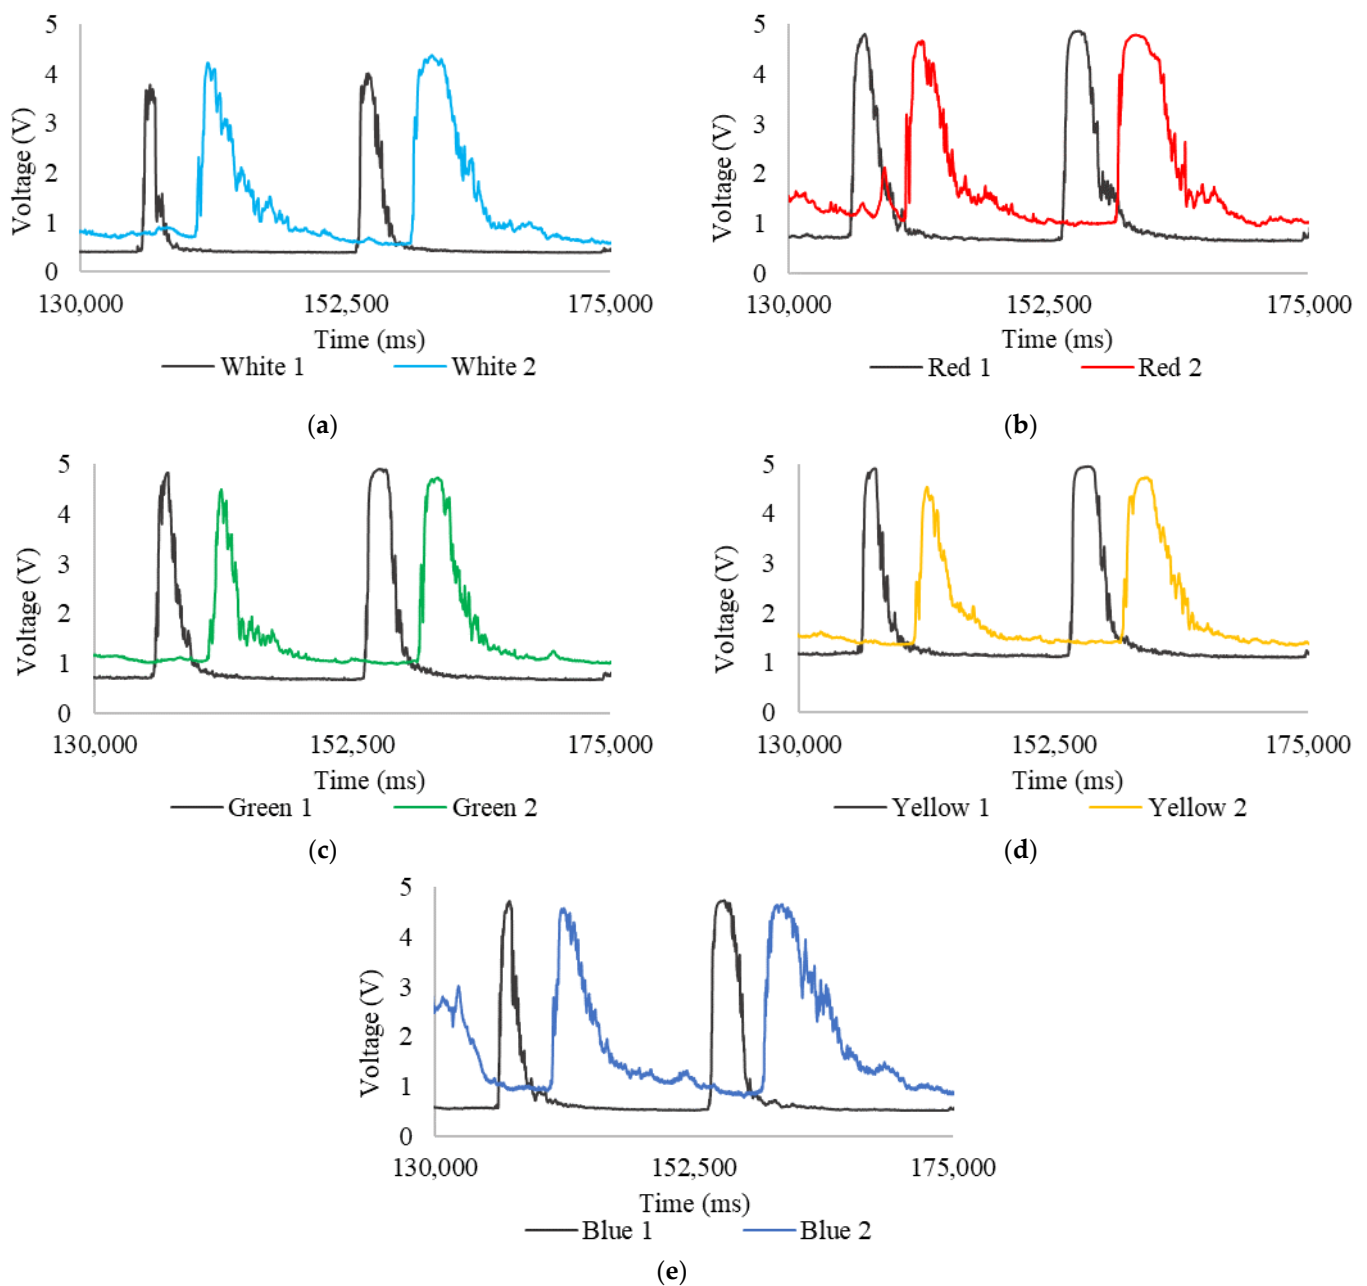 Voltage (V)
5
4
3
2
1
0
130,000 152,500 175,000
Time (ms)
White 1 White 2
(a)
Voltage (V)
5
4
3
2
1
0
130,000 152,500 175,000
Time (ms)
Red 1 Red 2
(b)
Voltage (V)
5
4
3
2
1
0
130,000 152,500 175,000
Time (ms)
Green 1 Green 2
(c)
Voltage (V)
5
4
3
2
1
0
130,000 152,500 175,000
Time (ms)
Yellow 1 Yellow 2
(d)
Voltage (V)
5
4
3
2
1
0
130,000 152,500 175,000
Time (ms)
Blue 1 Blue 2
(e)